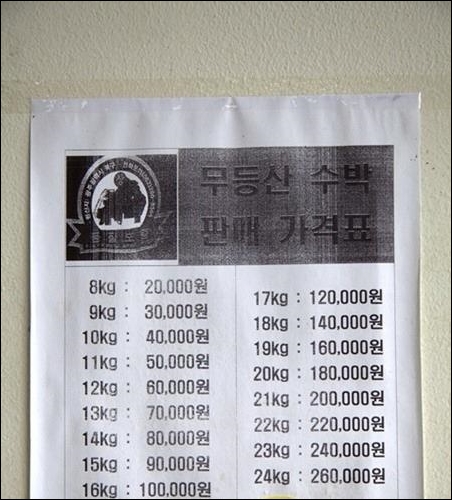 무등산 수박
판매 가격표
8kg : 20,000원
9kg : 30,000원
10kg : 40,000원
11kg : 50,000원
12kg : 60,000원
13kg : 70,000원
14kg : 80,000원
15kg : 90,000원
16kg : 100,000원
17kg : 120,000원
18kg : 140,000원
19kg : 160,000원
20kg : 180,000원
21kg : 200,000원
22kg : 220,000원
23kg : 240,000원
24kg : 260,000원